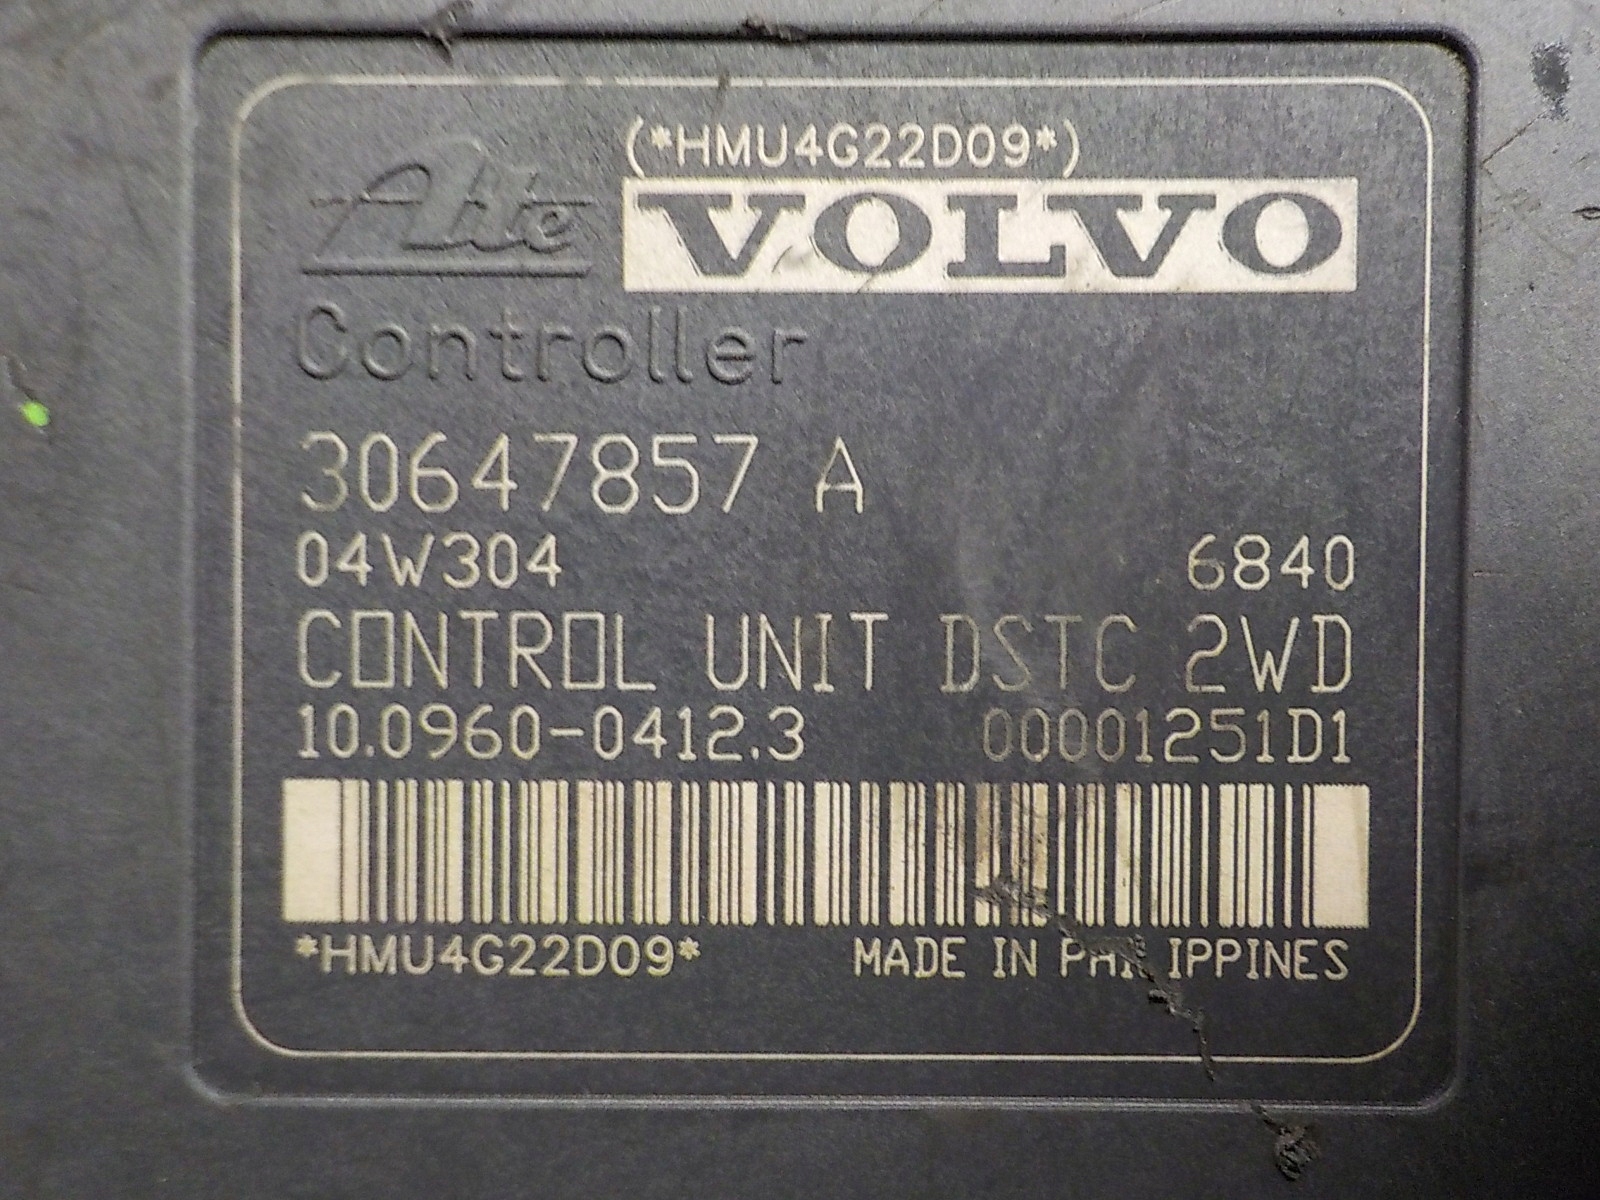 (*HMU4G22D09*)
Ate VOLVO
Controller
30647857 A
04W304 6840
CONTROL UNIT DSTC 2WD
10.0960-0412.3 00001251D1
*HMU4G22D09* MADE IN PHILIPPINES